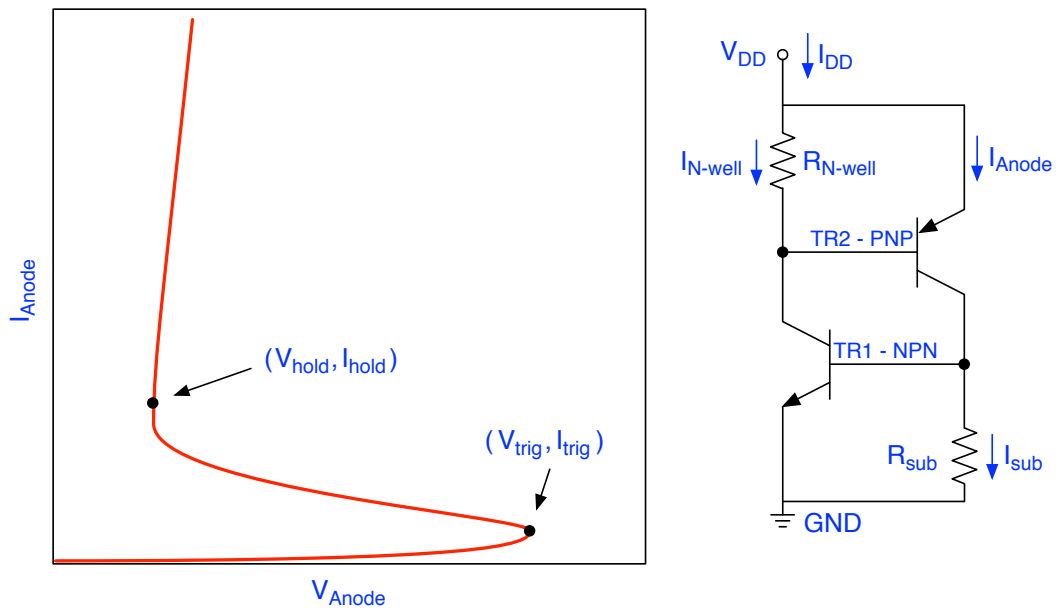 I_Anode
(V_hold, I_hold)
(V_trig, I_trig)
V_Anode
V_DD
I_DD
I_N-well
R_N-well
I_Anode
TR2 - PNP
TR1 - NPN
R_sub
I_sub
GND